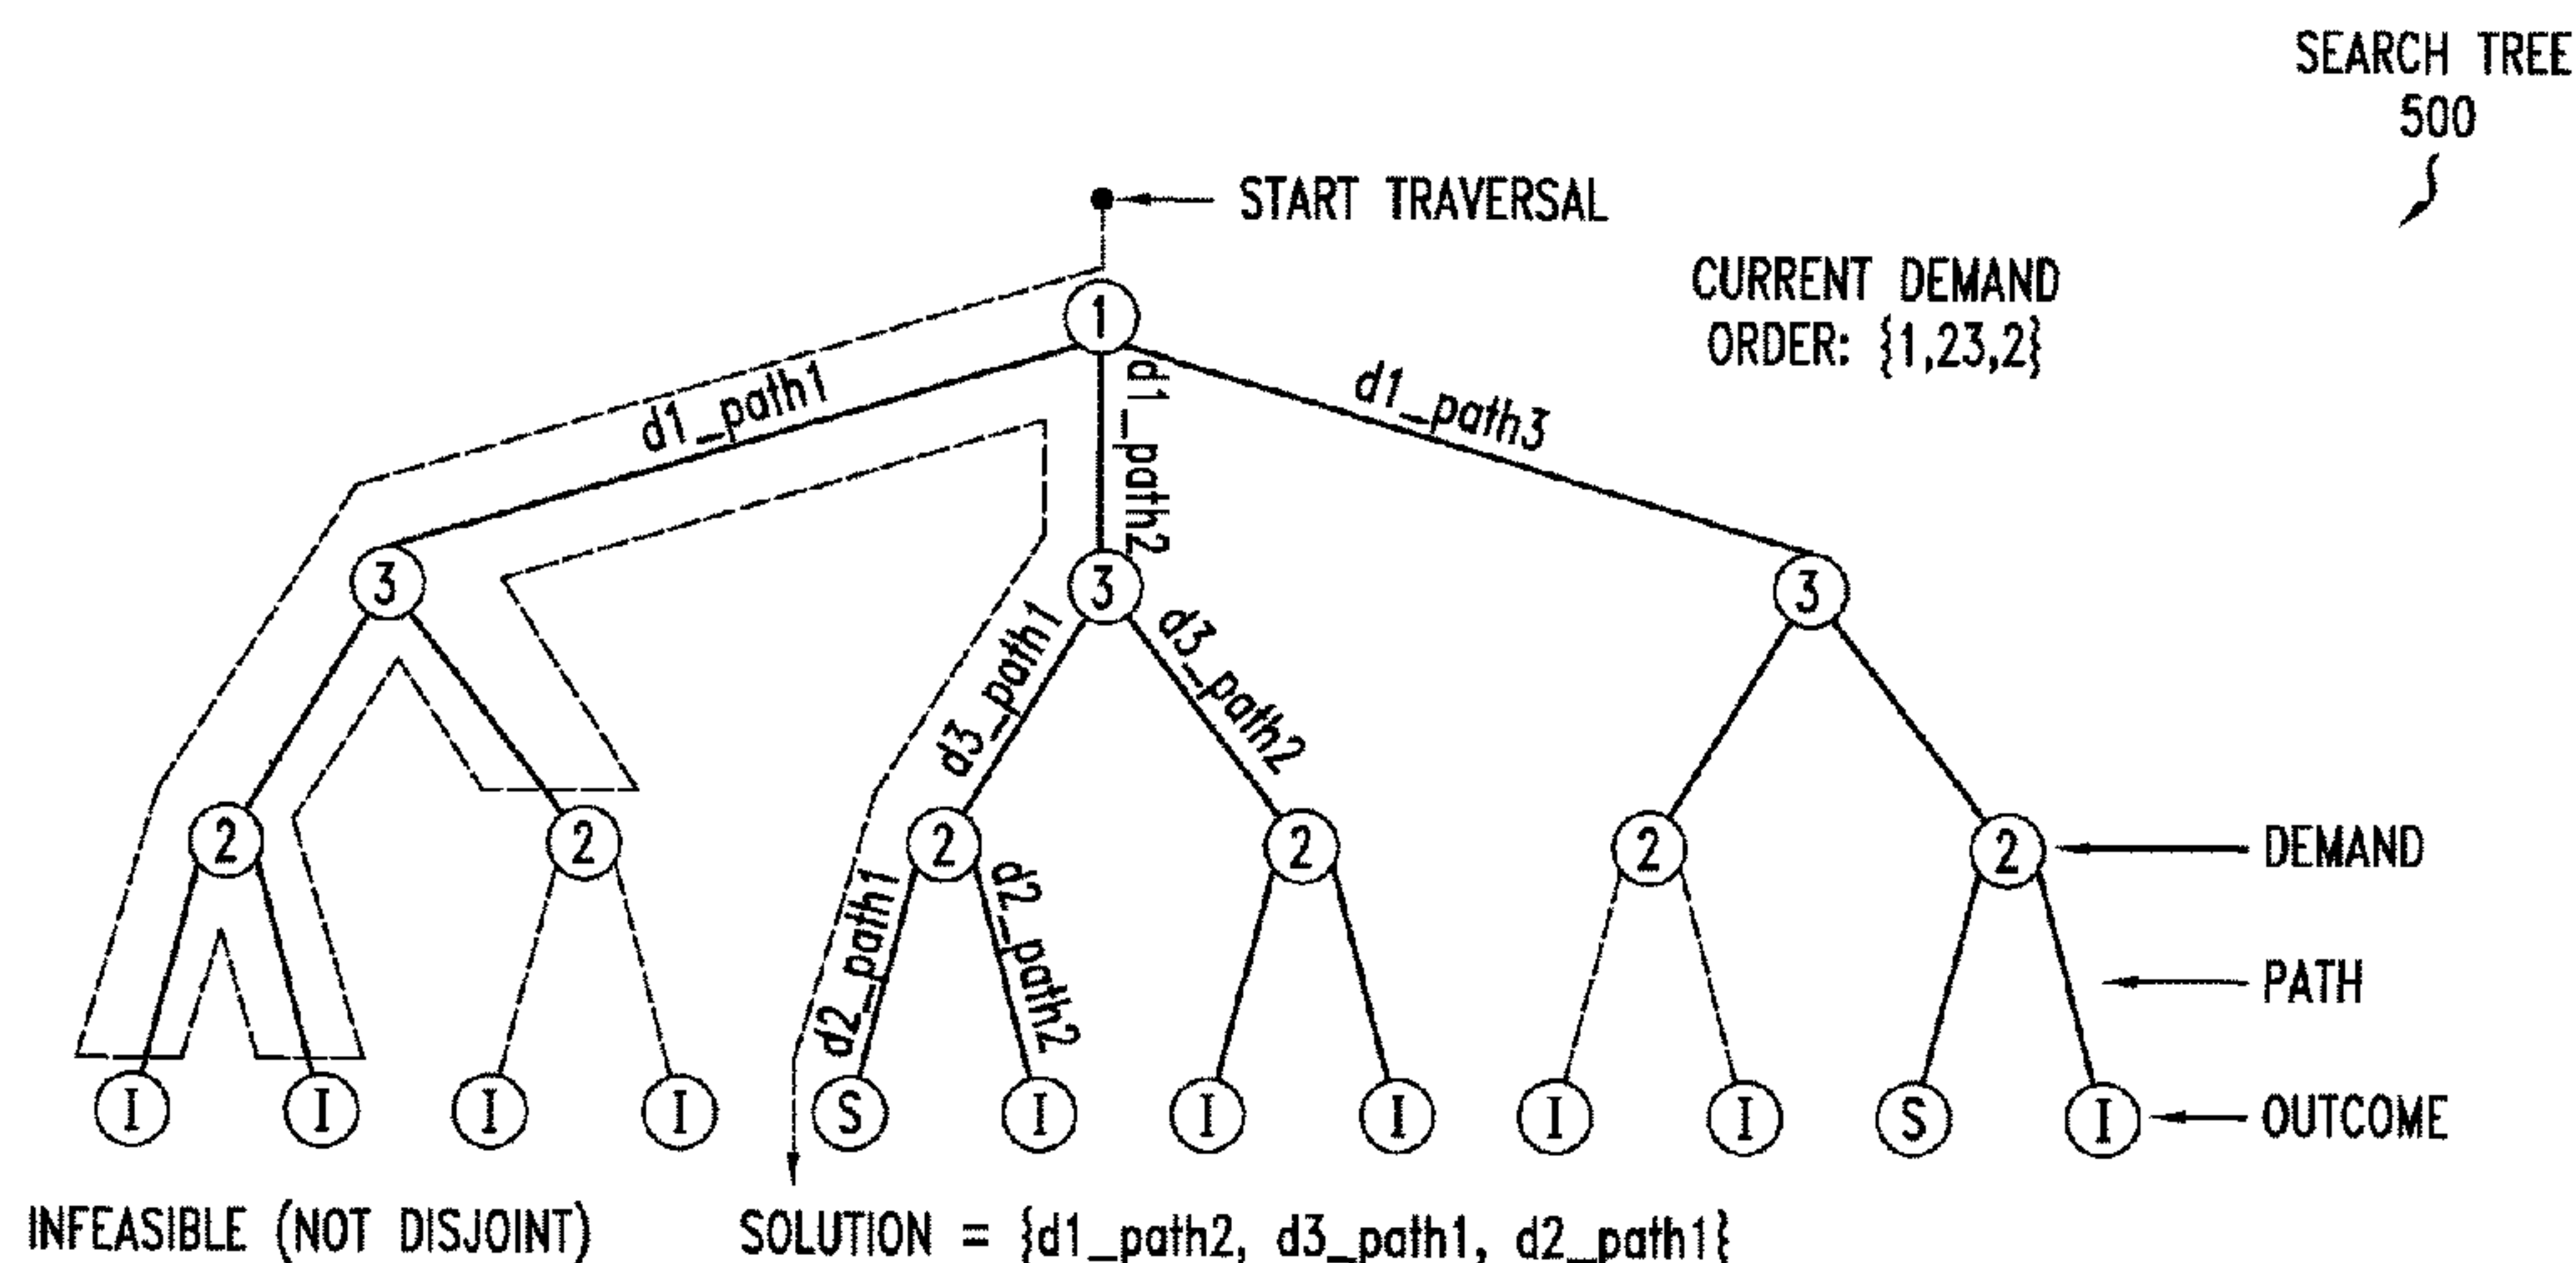 SEARCH TREE
500
START TRAVERSAL
CURRENT DEMAND
ORDER: {1,23,2}
1
d1_path1
d1_path2
d1_path3
3
3
3
d3_path1
d3_path2
2
2
2
2
2
2
DEMAND
d2_path1
d2_path2
PATH
I
I
I
I
S
I
I
I
I
I
S
I
OUTCOME
INFEASIBLE (NOT DISJOINT)
SOLUTION = {d1_path2, d3_path1, d2_path1}